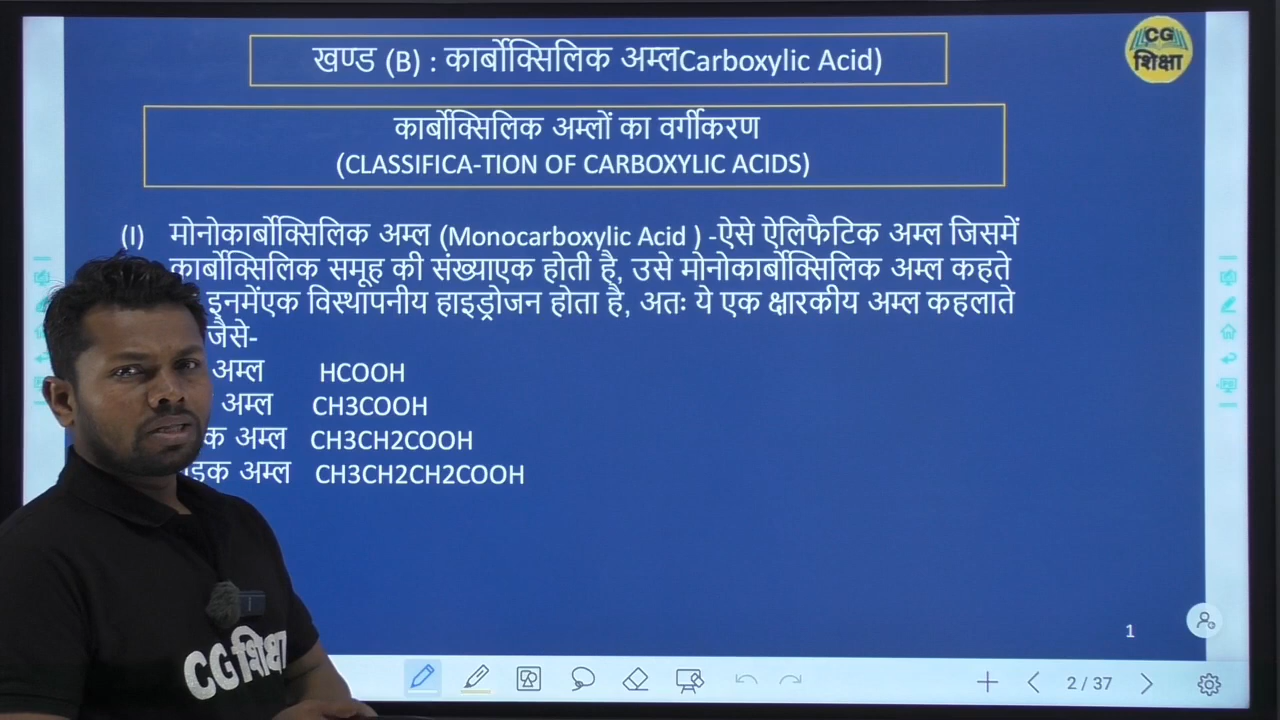 खण्ड (B) : कार्बोक्सिलिक अम्लCarboxylic Acid)
CG
शिक्षा
कार्बोक्सिलिक अम्लों का वर्गीकरण
(CLASSIFICA-TION OF CARBOXYLIC ACIDS)
(I) मोनोकार्बोक्सिलिक अम्ल (Monocarboxylic Acid ) -ऐसे ऐलिफैटिक अम्ल जिसमें
कार्बोक्सिलिक समूह की संख्याएक होती है, उसे मोनोकार्बोक्सिलिक अम्ल कहते
इनमेंएक विस्थापनीय हाइड्रोजन होता है, अतः ये एक क्षारकीय अम्ल कहलाते
जैसे-
अम्ल HCOOH
अम्ल CH3COOH
अम्ल CH3CH2COOH
अम्ल CH3CH2CH2COOH
CG शिक्षा
1
2 / 37